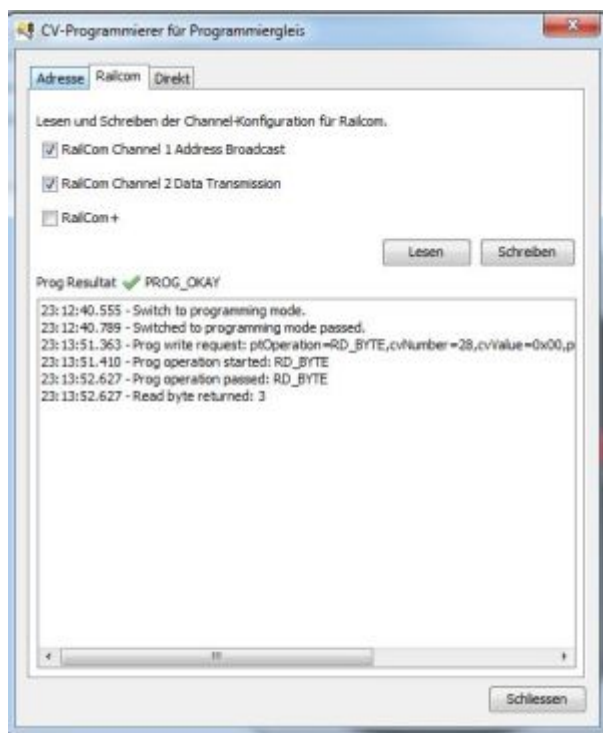 CV-Programmierer für Programmiergleis
Adresse Railcom Direkt
Lesen und Schreiben der Channel-Konfiguration für Railcom.
RailCom Channel 1 Address Broadcast
RailCom Channel 2 Data Transmission
RailCom+
Lesen Schreiben
Prog Resultat PROG_OKAY
23:12:40.555 - Switch to programming mode.
23:12:40.789 - Switched to programming mode passed.
23:13:51.363 - Prog write request: ptOperation=RD_BYTE,cvNumber=28,cvValue=0x00,p
23:13:51.410 - Prog operation started: RD_BYTE
23:13:52.627 - Prog operation passed: RD_BYTE
23:13:52.627 - Read byte returned: 3
Schliessen